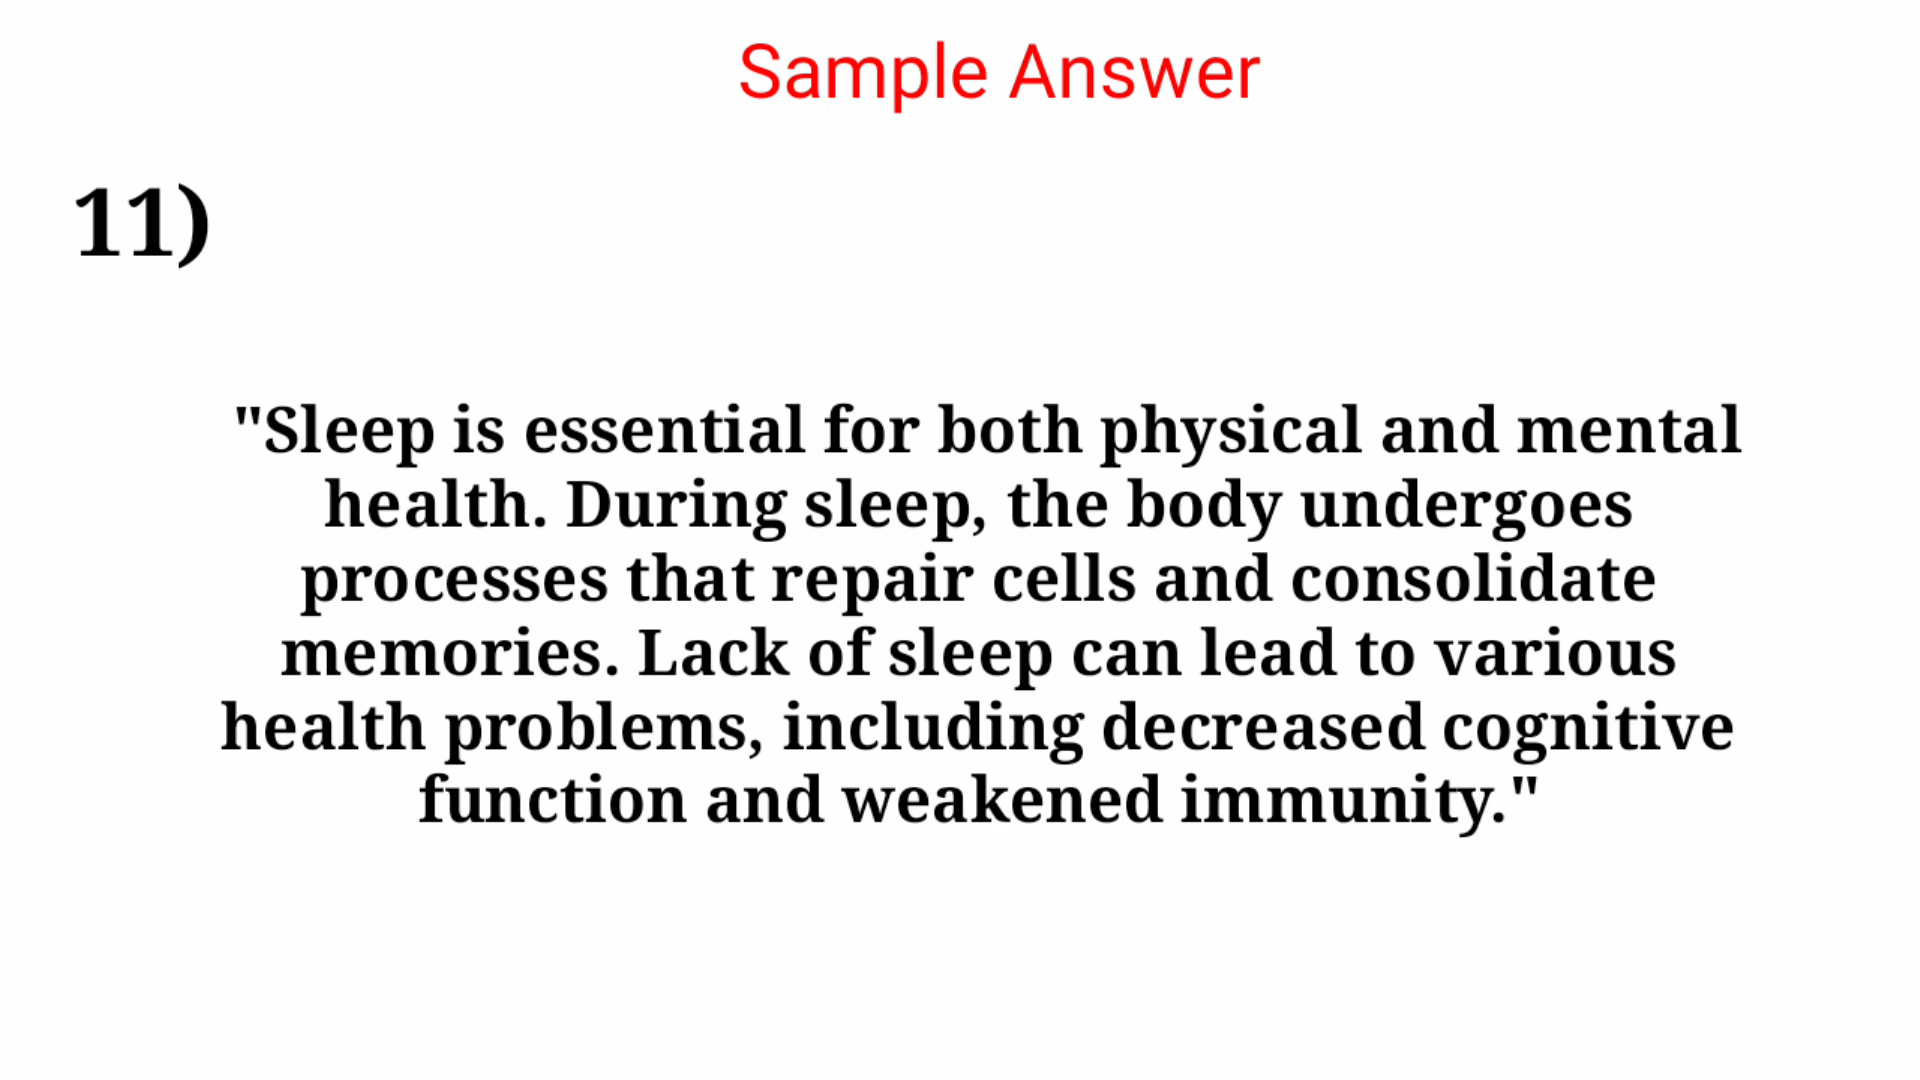 Sample Answer
11)
"Sleep is essential for both physical and mental
health. During sleep, the body undergoes
processes that repair cells and consolidate
memories. Lack of sleep can lead to various
health problems, including decreased cognitive
function and weakened immunity."